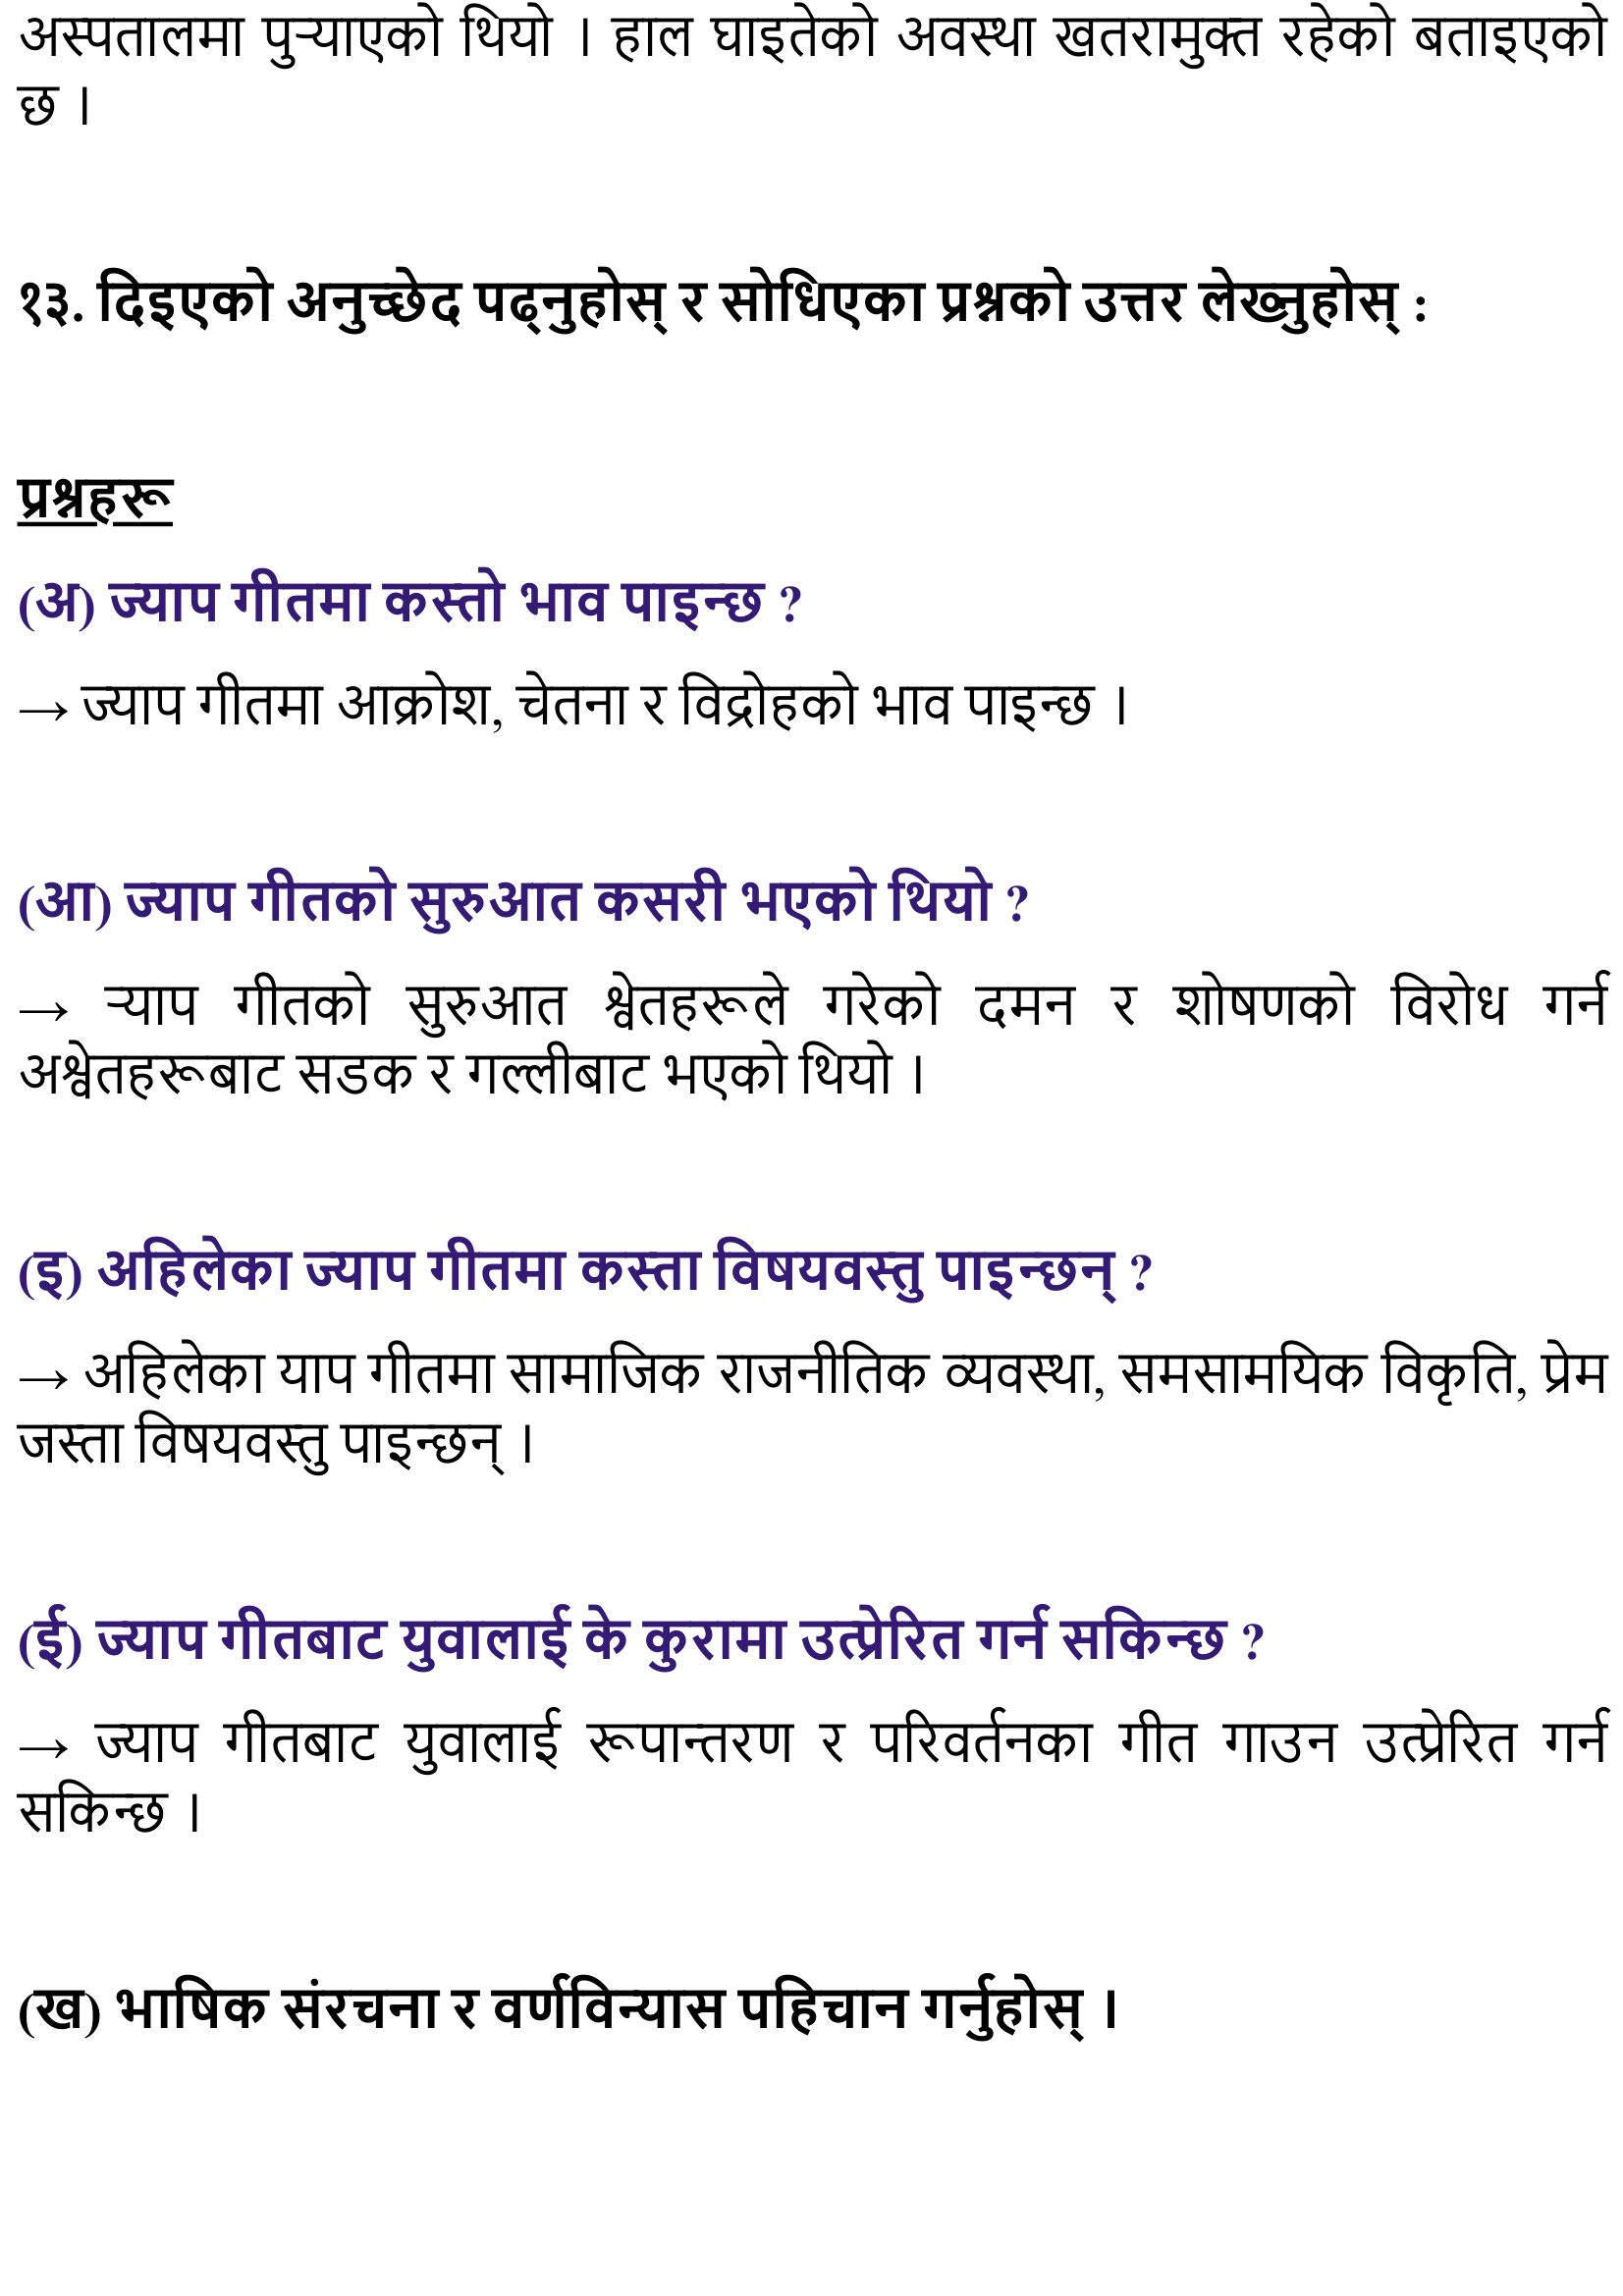 अस्पतालमा पुऱ्याएको थियो । हाल घाइतेको अवस्था खतरामुक्त रहेको बताइएको
छ ।
१३. दिइएको अनुच्छेद पढ्नुहोस् र सोधिएका प्रश्नको उत्तर लेख्नुहोस् :
प्रश्नहरू
(अ) ज्याप गीतमा कस्तो भाव पाइन्छ ?
→ ज्याप गीतमा आक्रोश, चेतना र विद्रोहको भाव पाइन्छ ।
(आ) ज्याप गीतको सुरुआत कसरी भएको थियो ?
→ ऱ्याप गीतको सुरुआत श्वेतहरूले गरेको दमन र शोषणको विरोध गर्न
अश्वेतहरूबाट सडक र गल्लीबाट भएको थियो ।
(इ) अहिलेका ज्याप गीतमा कस्ता विषयवस्तु पाइन्छन् ?
→ अहिलेका याप गीतमा सामाजिक राजनीतिक व्यवस्था, समसामयिक विकृति, प्रेम
जस्ता विषयवस्तु पाइन्छन् ।
(ई) ज्याप गीतबाट युवालाई के कुरामा उत्प्रेरित गर्न सकिन्छ ?
→ ज्याप गीतबाट युवालाई रूपान्तरण र परिवर्तनका गीत गाउन उत्प्रेरित गर्न
सकिन्छ ।
(ख) भाषिक संरचना र वर्णविन्यास पहिचान गर्नुहोस् ।